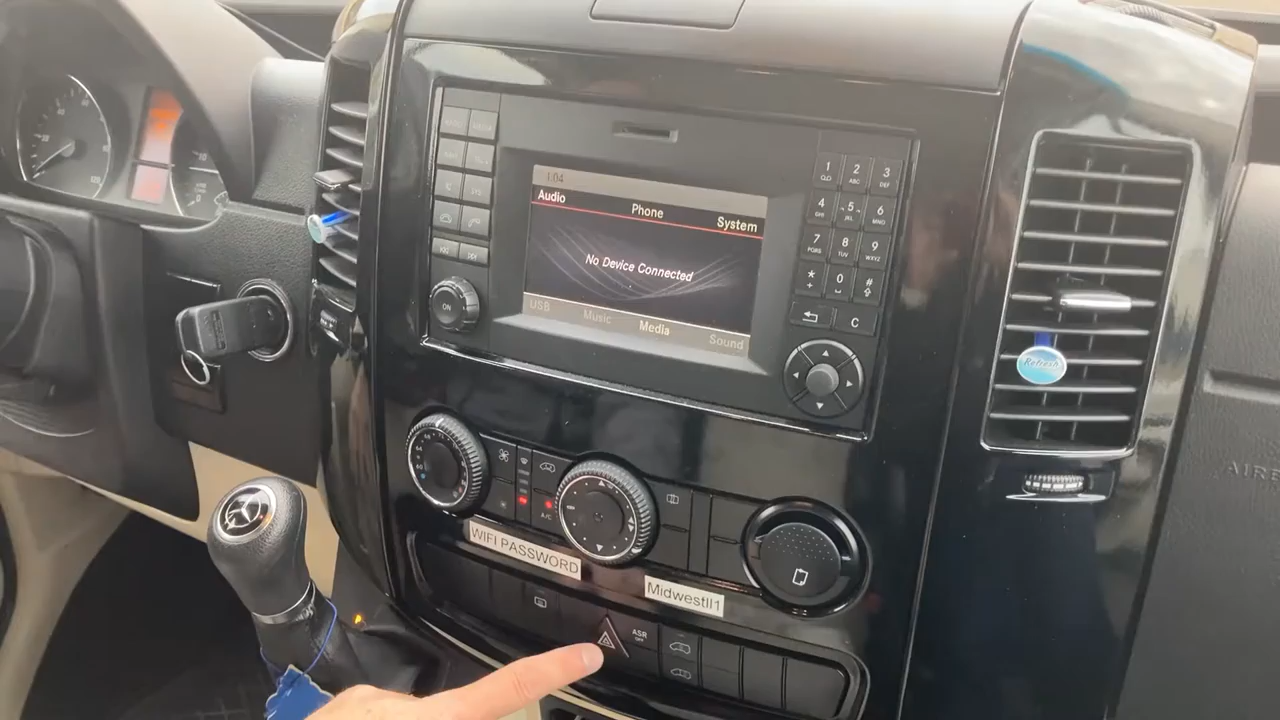 1:04
Audio Phone System
No Device Connected
USB Music Media Sound
ON
1 2 ABC 3 DEF
4 GHI 5 JKL 6 MNO
7 PQRS 8 TUV 9 WXYZ
* 0 #
C
Refresh
A/C
WIFI PASSWORD
Midwestll1
ASR
OFF